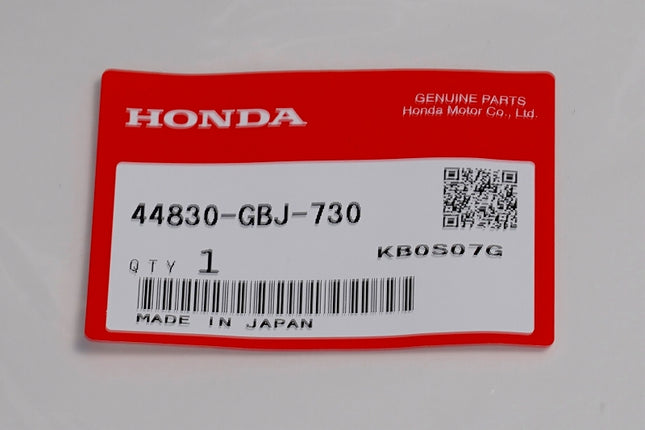 HONDA
GENUINE PARTS
Honda Motor Co., Ltd.
44830-GBJ-730
KB0S07G
QTY 1
MADE IN JAPAN